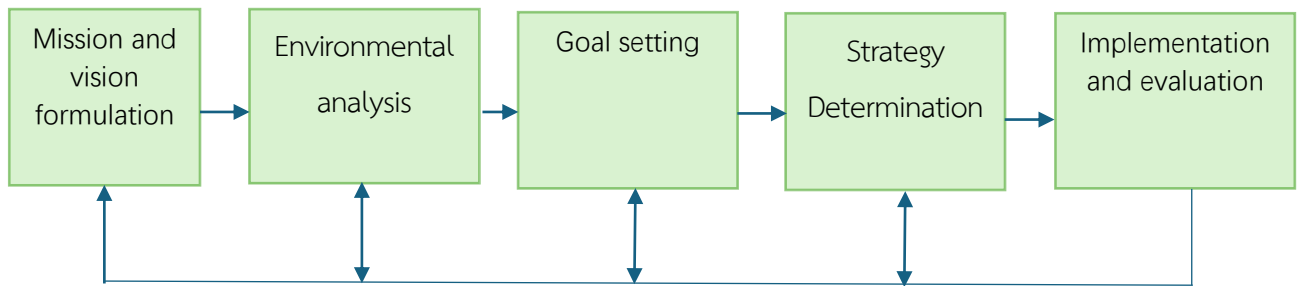 Mission and
vision
formulation
Environmental
analysis
Goal setting
Strategy
Determination
Implementation
and evaluation